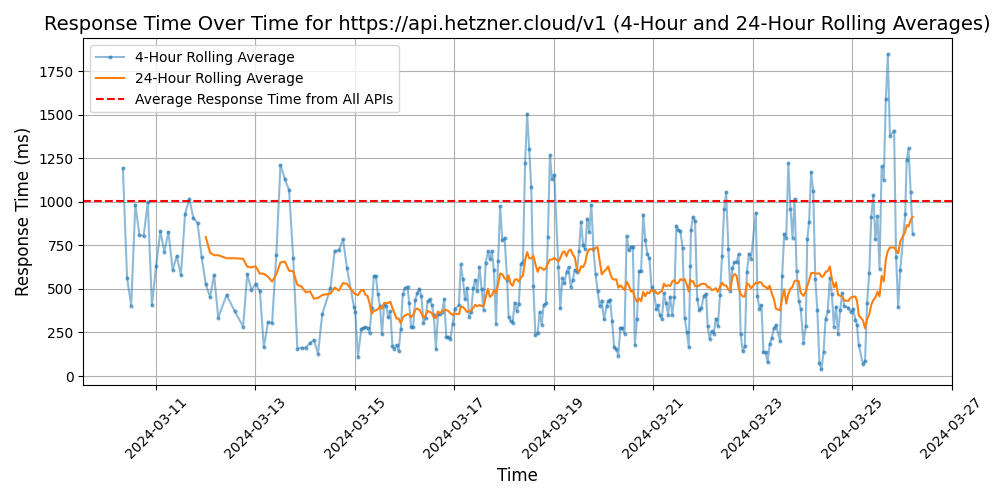 Response Time Over Time for https://api.hetzner.cloud/v1 (4-Hour and 24-Hour Rolling Averages)
4-Hour Rolling Average
24-Hour Rolling Average
Average Response Time from All APIs
Response Time (ms)
1750
1500
1250
1000
750
500
250
0
2024-03-11
2024-03-13
2024-03-15
2024-03-17
2024-03-19
2024-03-21
2024-03-23
2024-03-25
2024-03-27
Time